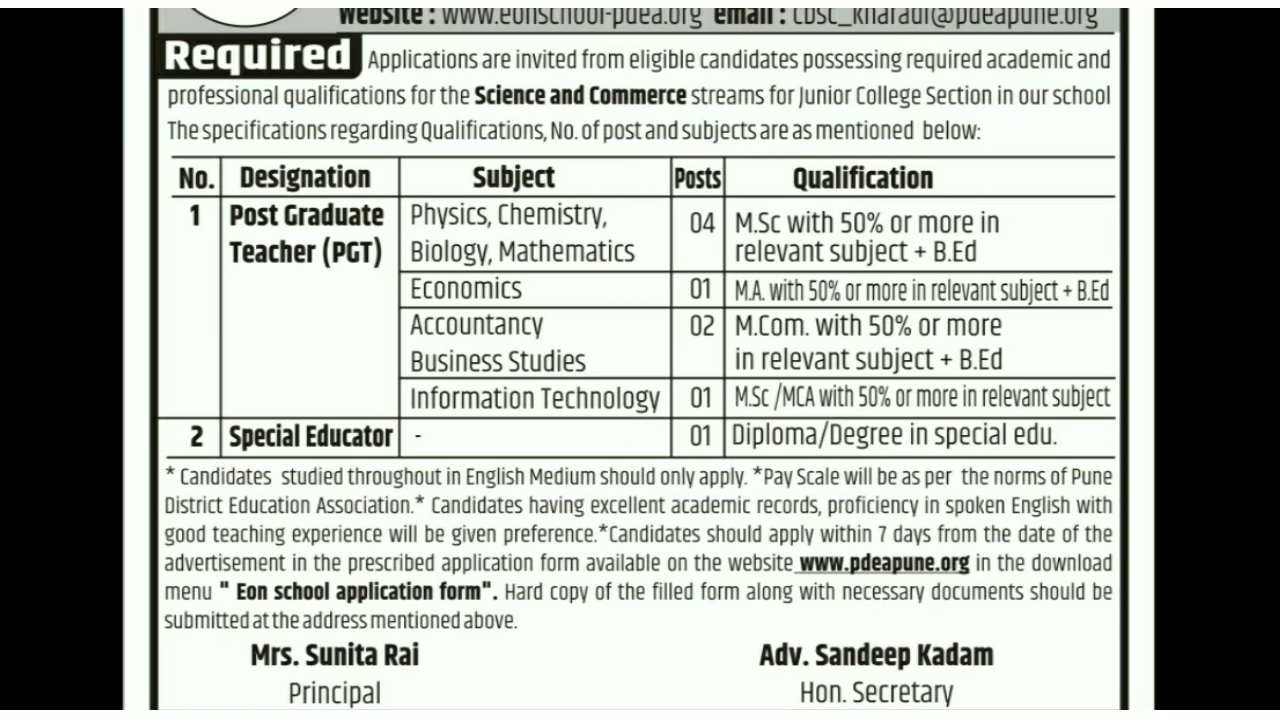 Website : www.eonschool-pdea.org email : cbse_kharadi@pdeapune.org
Required Applications are invited from eligible candidates possessing required academic and
professional qualifications for the Science and Commerce streams for Junior College Section in our school
The specifications regarding Qualifications, No. of post and subjects are as mentioned below:
No. Designation Subject Posts Qualification
1 Post Graduate Teacher (PGT) Physics, Chemistry, Biology, Mathematics 04 M.Sc with 50% or more in relevant subject + B.Ed
Economics 01 M.A. with 50% or more in relevant subject + B.Ed
Accountancy Business Studies 02 M.Com. with 50% or more in relevant subject + B.Ed
Information Technology 01 M.Sc /MCA with 50% or more in relevant subject
2 Special Educator - 01 Diploma/Degree in special edu.
* Candidates studied throughout in English Medium should only apply. *Pay Scale will be as per the norms of Pune
District Education Association.* Candidates having excellent academic records, proficiency in spoken English with
good teaching experience will be given preference.*Candidates should apply within 7 days from the date of the
advertisement in the prescribed application form available on the website www.pdeapune.org in the download
menu " Eon school application form". Hard copy of the filled form along with necessary documents should be
submitted at the address mentioned above.
Mrs. Sunita Rai Adv. Sandeep Kadam
Principal Hon. Secretary